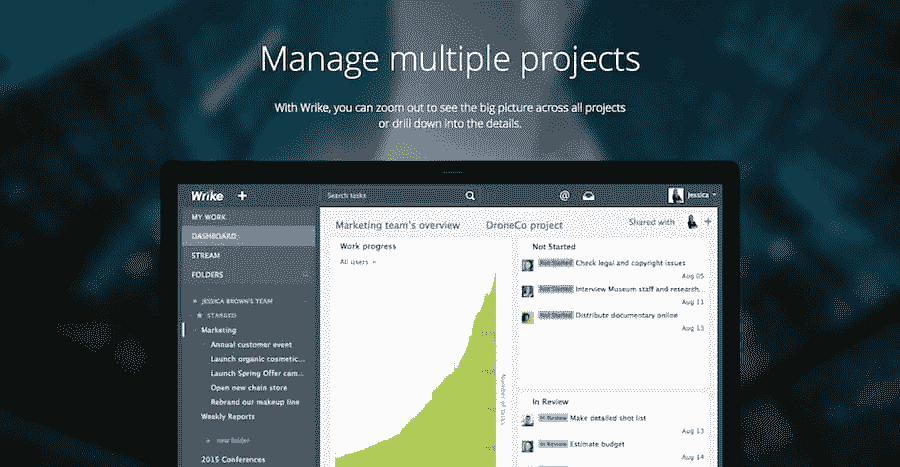 Manage multiple projects
With Wrike, you can zoom out to see the big picture across all projects
or drill down into the details.
Wrike +
Search tasks
@
Jessica
MY WORK
DASHBOARD
STREAM
FOLDERS
JESSICA BROWN'S TEAM
STARRED
Marketing
Annual customer event
Launch organic cosmetic...
Launch Spring Offer cam...
Open new chain store
Rebrand our makeup line
Weekly Reports
+ new folder
2015 Conferences
Marketing team's overview
DroneCo project
Shared with
+
Work progress
All users
Number of tasks
Not Started
Not Started Check legal and copyright issues
Aug 05
Not Started Interview Museum staff and research...
Aug 11
Not Started Distribute documentary online
Aug 13
In Review
In Review Make detailed shot list
Aug 13
In Review Estimate budget
Aug 14